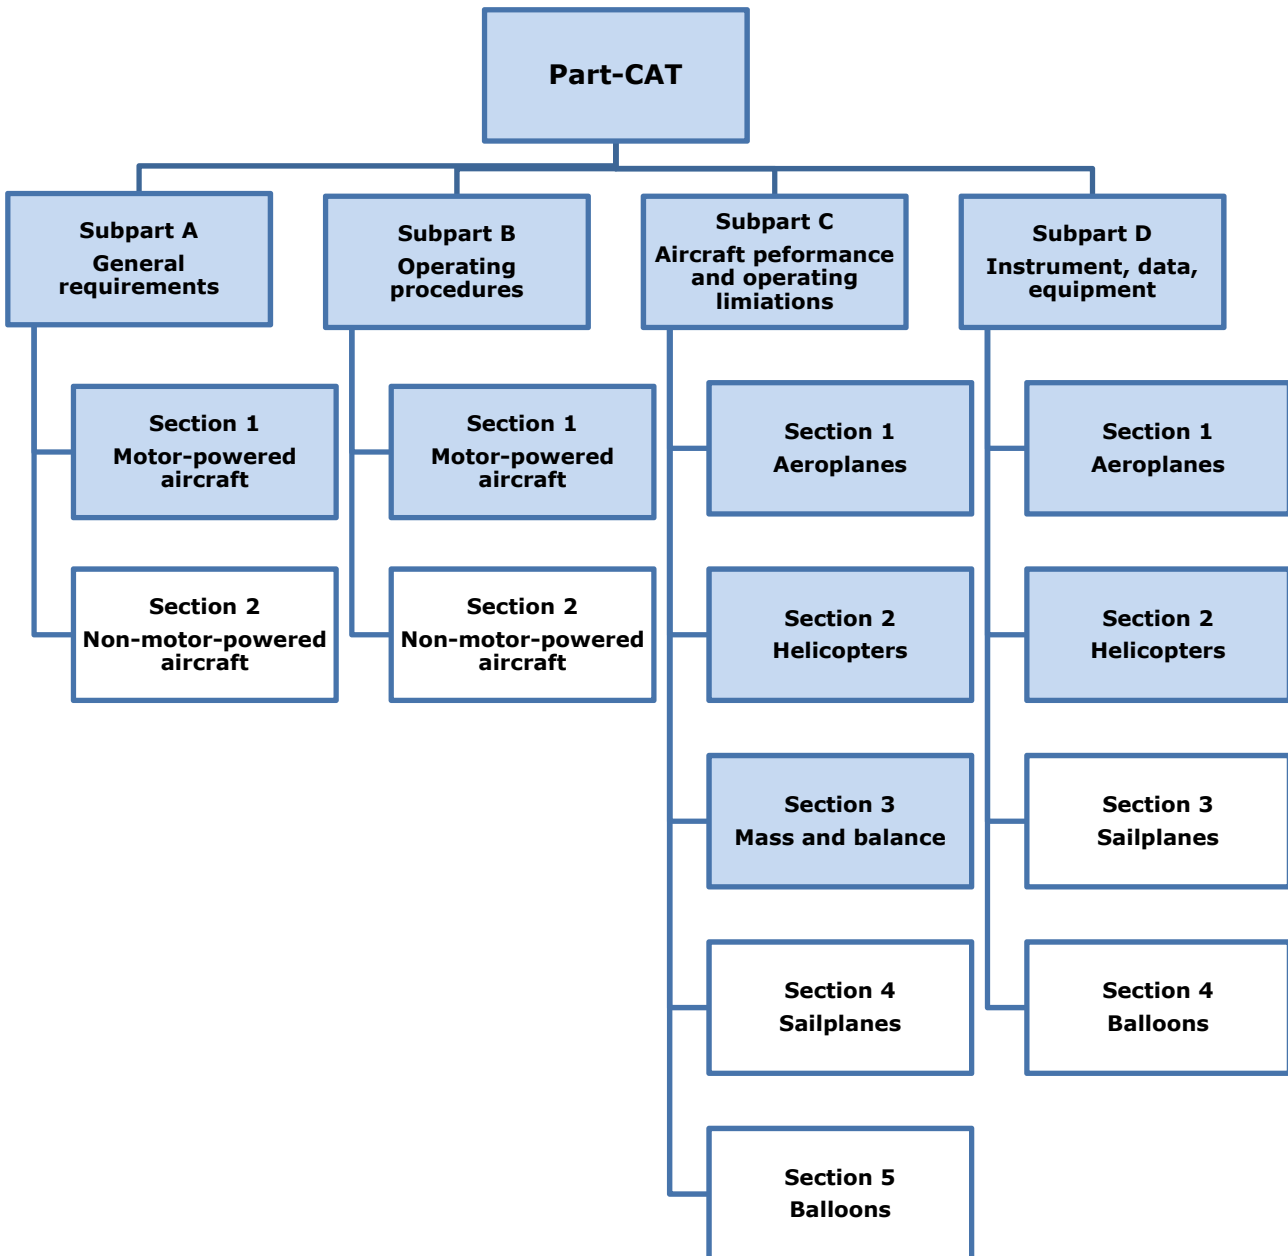 Part-CAT
Subpart A
General
requirements
Section 1
Motor-powered
aircraft
Section 2
Non-motor-powered
aircraft
Subpart B
Operating
procedures
Section 1
Motor-powered
aircraft
Section 2
Non-motor-powered
aircraft
Subpart C
Aircraft peformance
and operating
limiations
Section 1
Aeroplanes
Section 2
Helicopters
Section 3
Mass and balance
Section 4
Sailplanes
Section 5
Balloons
Subpart D
Instrument, data,
equipment
Section 1
Aeroplanes
Section 2
Helicopters
Section 3
Sailplanes
Section 4
Balloons